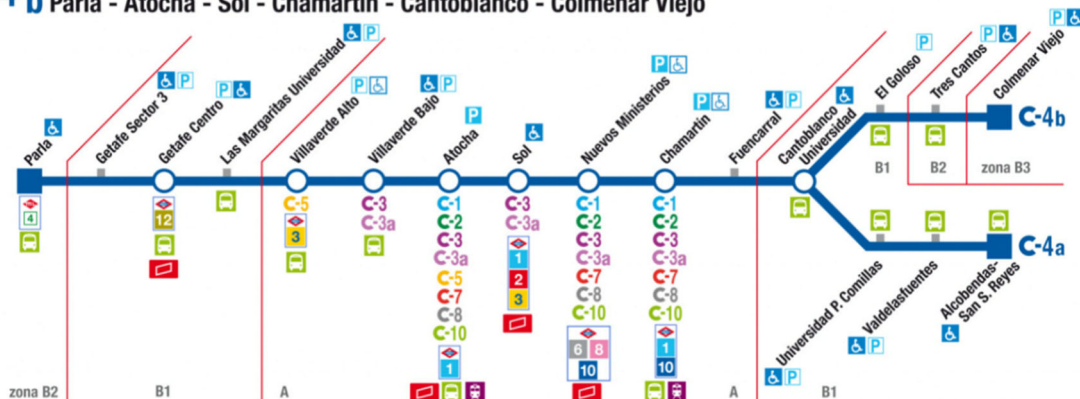 b Parla - Atocha - Sol - Chamartín - Cantoblanco - Colmenar Viejo
Parla
4
Getafe Sector 3
Getafe Centro
12
Las Margaritas Universidad
Villaverde Alto
C-5
3
Villaverde Bajo
C-3
C-3a
Atocha
C-1
C-2
C-3
C-3a
C-5
C-7
C-8
C-10
1
Sol
C-3
C-3a
1
2
3
Nuevos Ministerios
C-1
C-2
C-3
C-3a
C-7
C-8
C-10
6 8
10
Chamartín
C-1
C-2
C-3
C-3a
C-7
C-8
C-10
1
10
Fuencarral
Cantoblanco
Universidad
El Goloso
Tres Cantos
Colmenar Viejo
C-4b
B1
B2
zona B3
C-4a
Universidad P. Comillas
Valdelasfuentes
Alcobendas-
San S. Reyes
zona B2
B1
A
A
B1
P
P
P
P
P
P
P
P
P
P
P
P
P
P